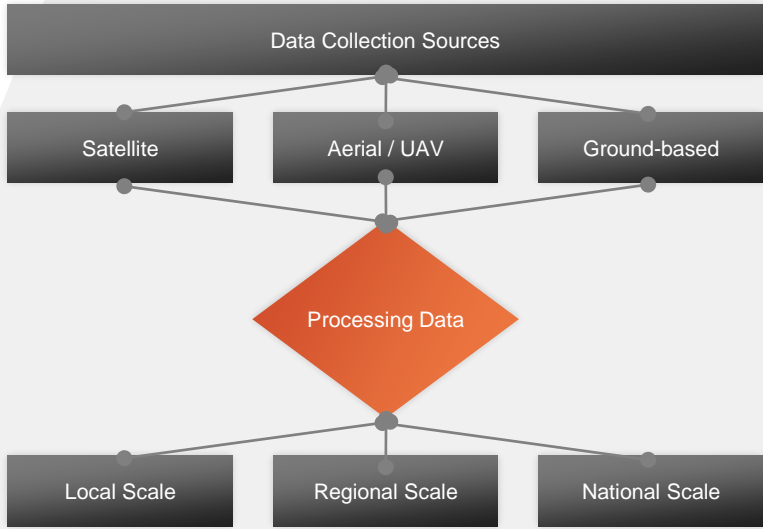 Data Collection Sources
Satellite
Aerial / UAV
Ground-based
Processing Data
Local Scale
Regional Scale
National Scale